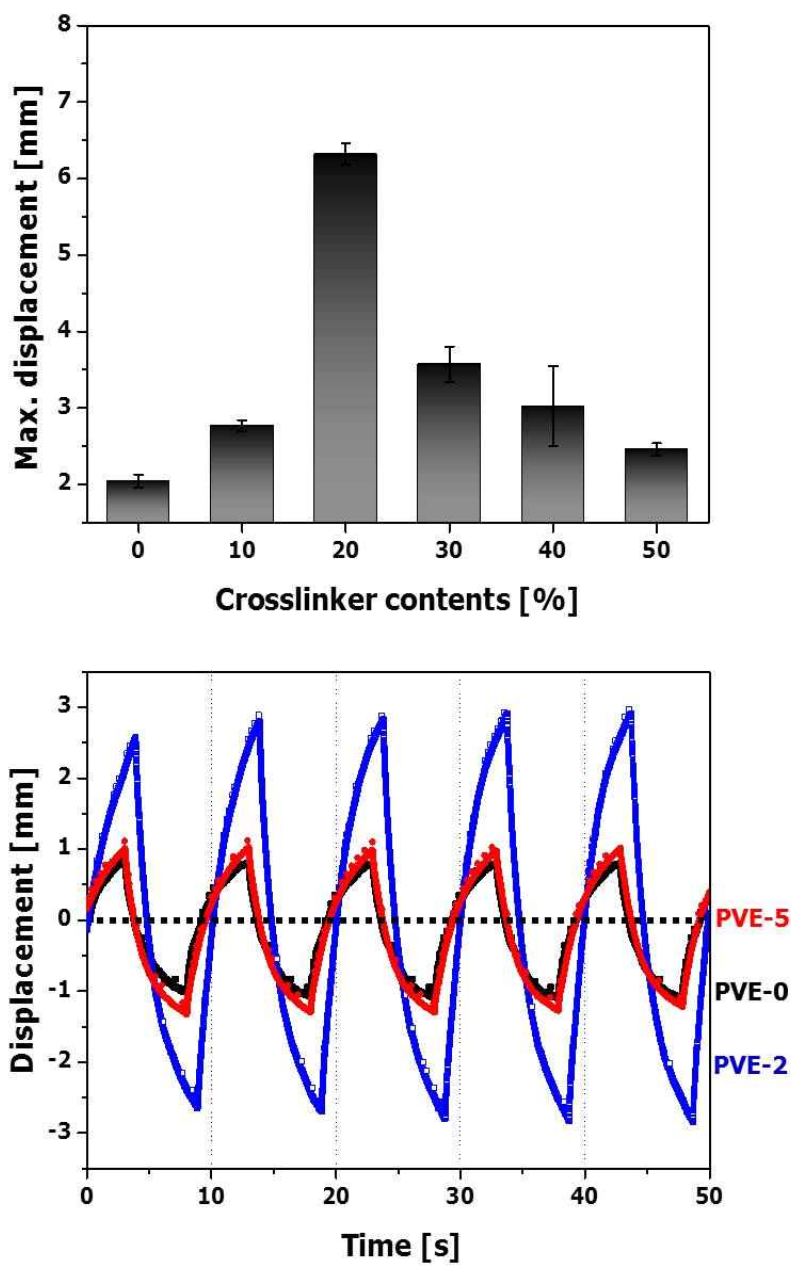 8
7
6
5
4
3
2
Max. displacement [mm]
0 10 20 30 40 50
Crosslinker contents [%]
3
2
1
0
-1
-2
-3
Displacement [mm]
PVE-5
PVE-0
PVE-2
0 10 20 30 40 50
Time [s]